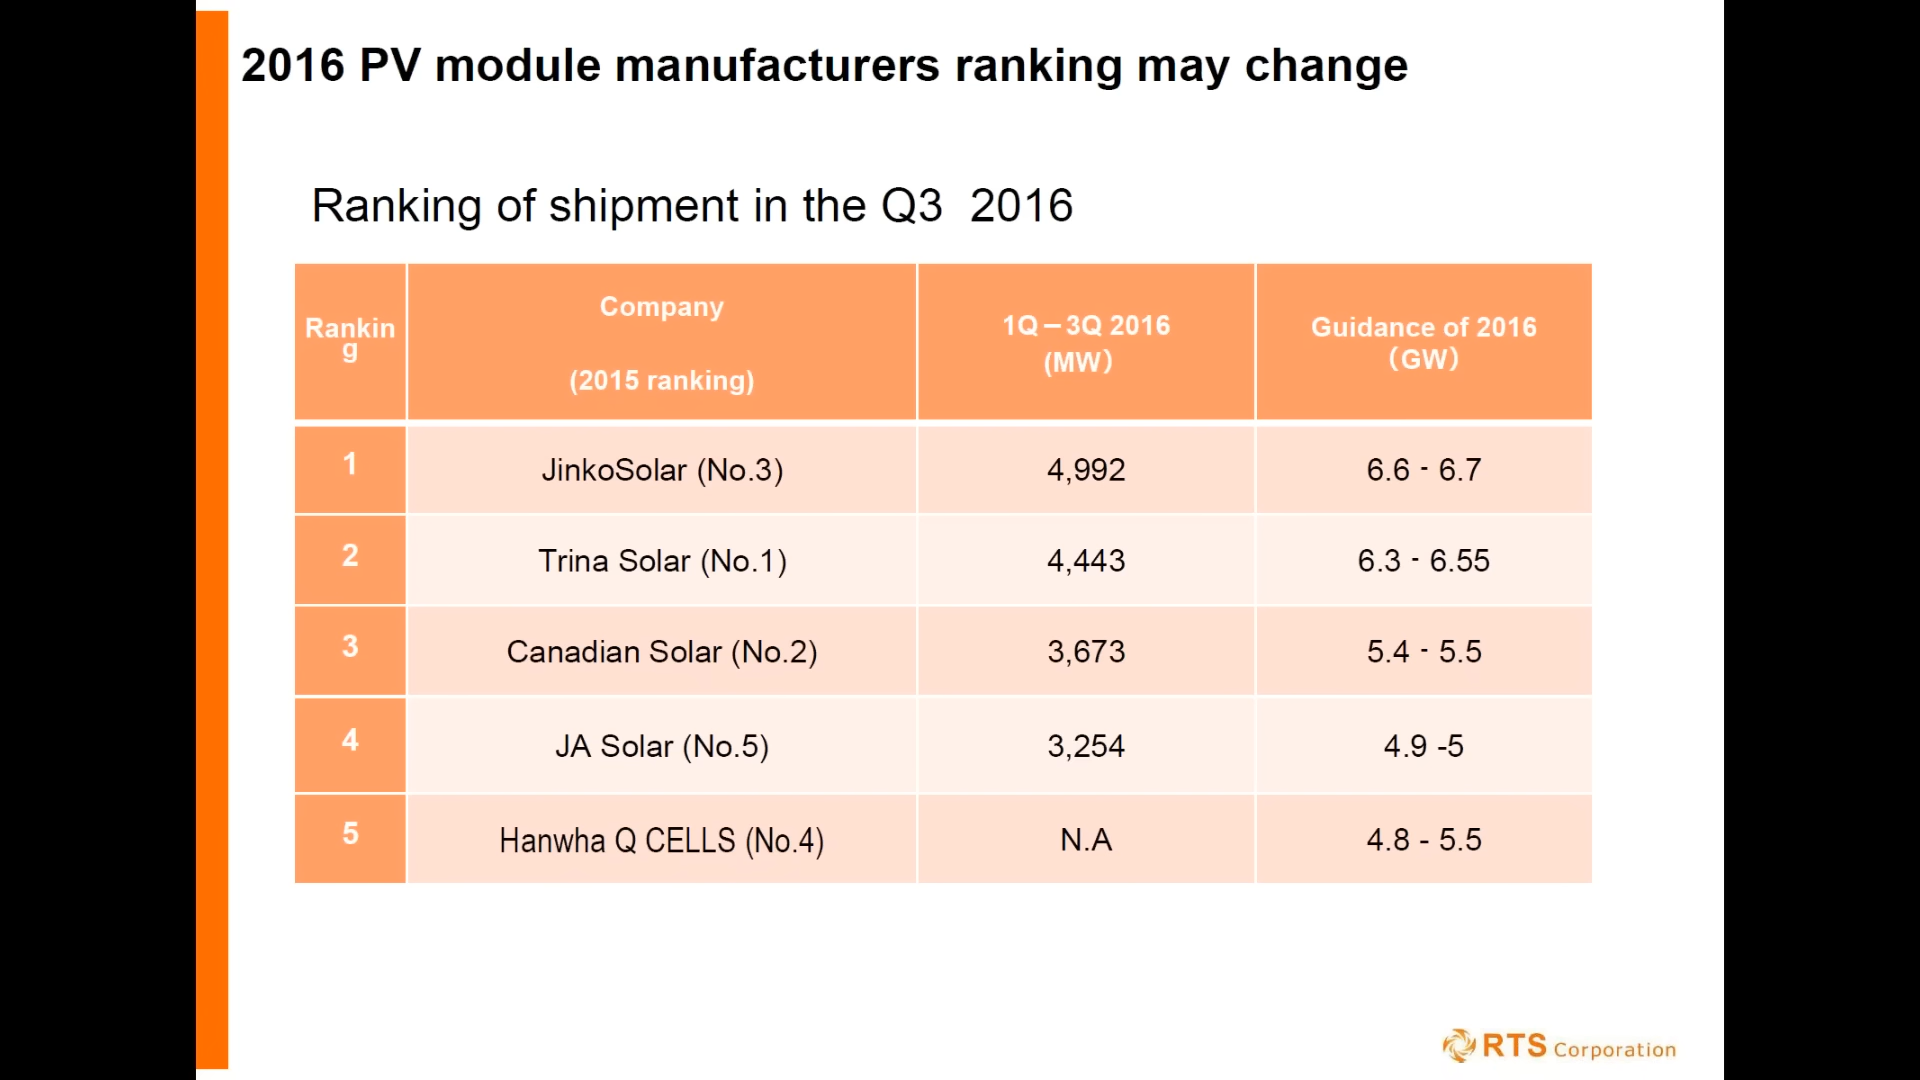 2016 PV module manufacturers ranking may change
Ranking of shipment in the Q3  2016
Rankin
g
Company
(2015 ranking)
1Q – 3Q 2016
(MW）
Guidance of 2016
（GW）
1
JinkoSolar (No.3)
4,992
6.6 - 6.7
2
Trina Solar (No.1)
4,443
6.3 - 6.55
3
Canadian Solar (No.2)
3,673
5.4 - 5.5
4
JA Solar (No.5)
3,254
4.9 -5
5
Hanwha Q CELLS (No.4)
N.A
4.8 - 5.5
RTS Corporation